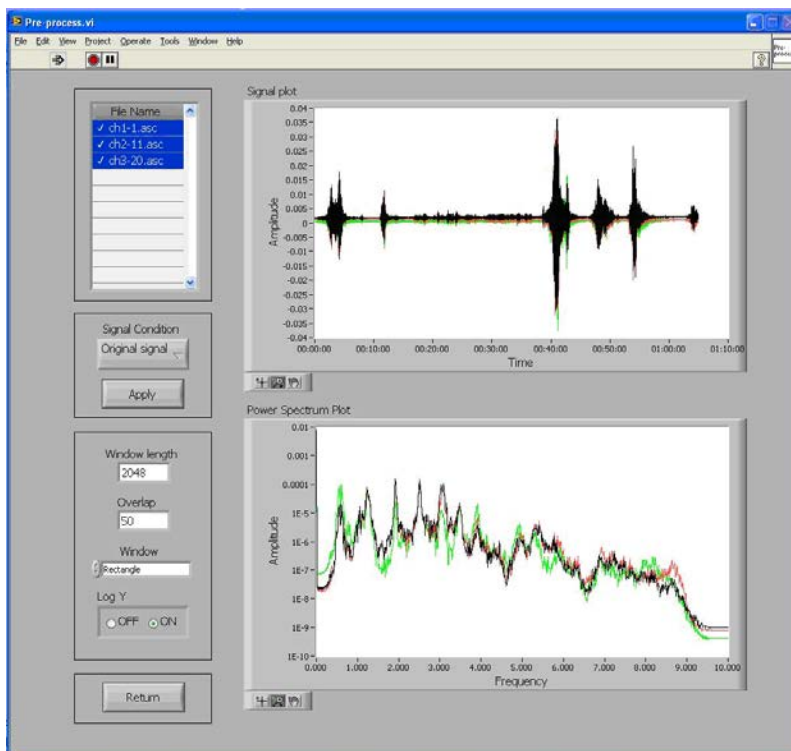 Pre-process.vi
File Edit View Project Operate Tools Window Help
Pre-
File Name
✓ ch1-1.asc
✓ ch2-11.asc
✓ ch3-20.asc
Signal Condition
Original signal
Apply
Window length
2048
Overlap
50
Window
Rectangle
Log Y
OFF ON
Return
Signal plot
Amplitude
0.04
0.035
0.03
0.025
0.02
0.015
0.01
0.005
0
-0.005
-0.01
-0.015
-0.02
-0.025
-0.03
-0.035
-0.04
00:00:00 00:10:00 00:20:00 00:30:00 00:40:00 00:50:00 01:00:00 01:10:00
Time
Power Spectrum Plot
Amplitude
0.01
0.001
0.0001
1E-5
1E-6
1E-7
1E-8
1E-9
1E-10
0.000 1.000 2.000 3.000 4.000 5.000 6.000 7.000 8.000 9.000 10.000
Frequency